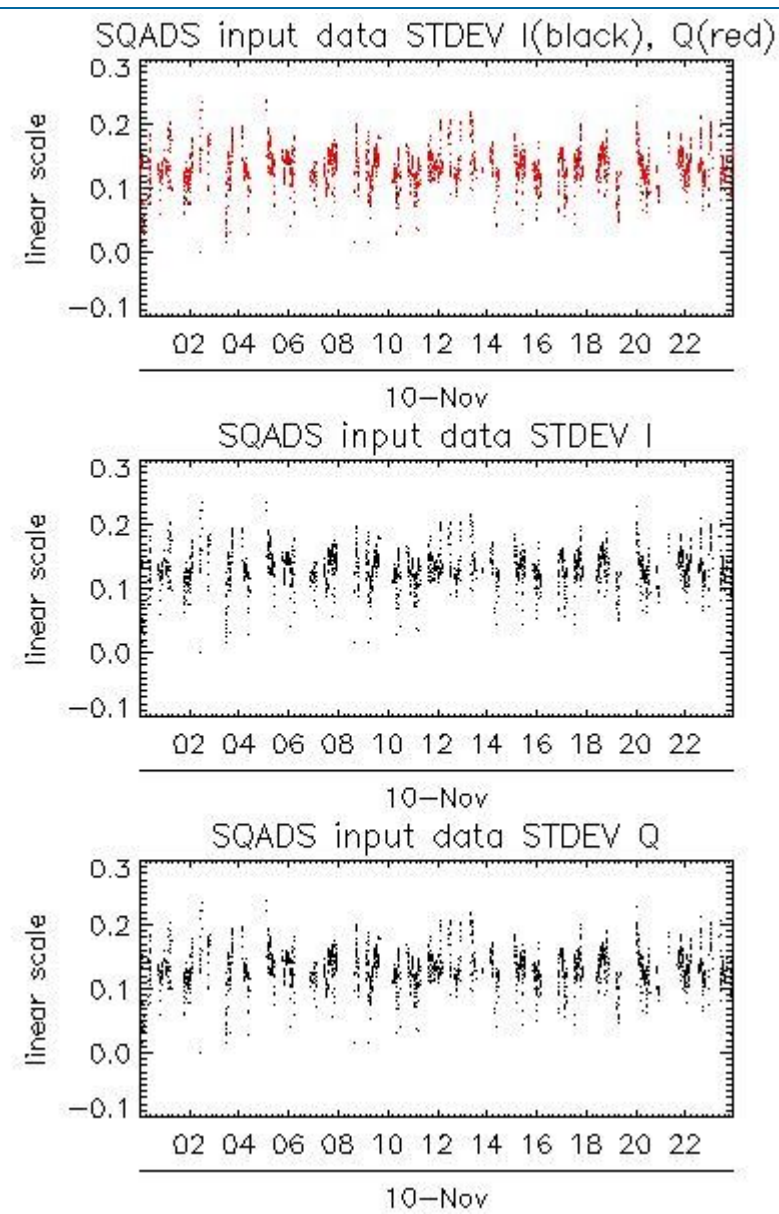 SQADS input data STDEV I(black), Q(red)
0.3
0.2
0.1
0.0
−0.1
linear scale
02 04 06 08 10 12 14 16 18 20 22
10−Nov
SQADS input data STDEV I
0.3
0.2
0.1
0.0
−0.1
linear scale
02 04 06 08 10 12 14 16 18 20 22
10−Nov
SQADS input data STDEV Q
0.3
0.2
0.1
0.0
−0.1
linear scale
02 04 06 08 10 12 14 16 18 20 22
10−Nov